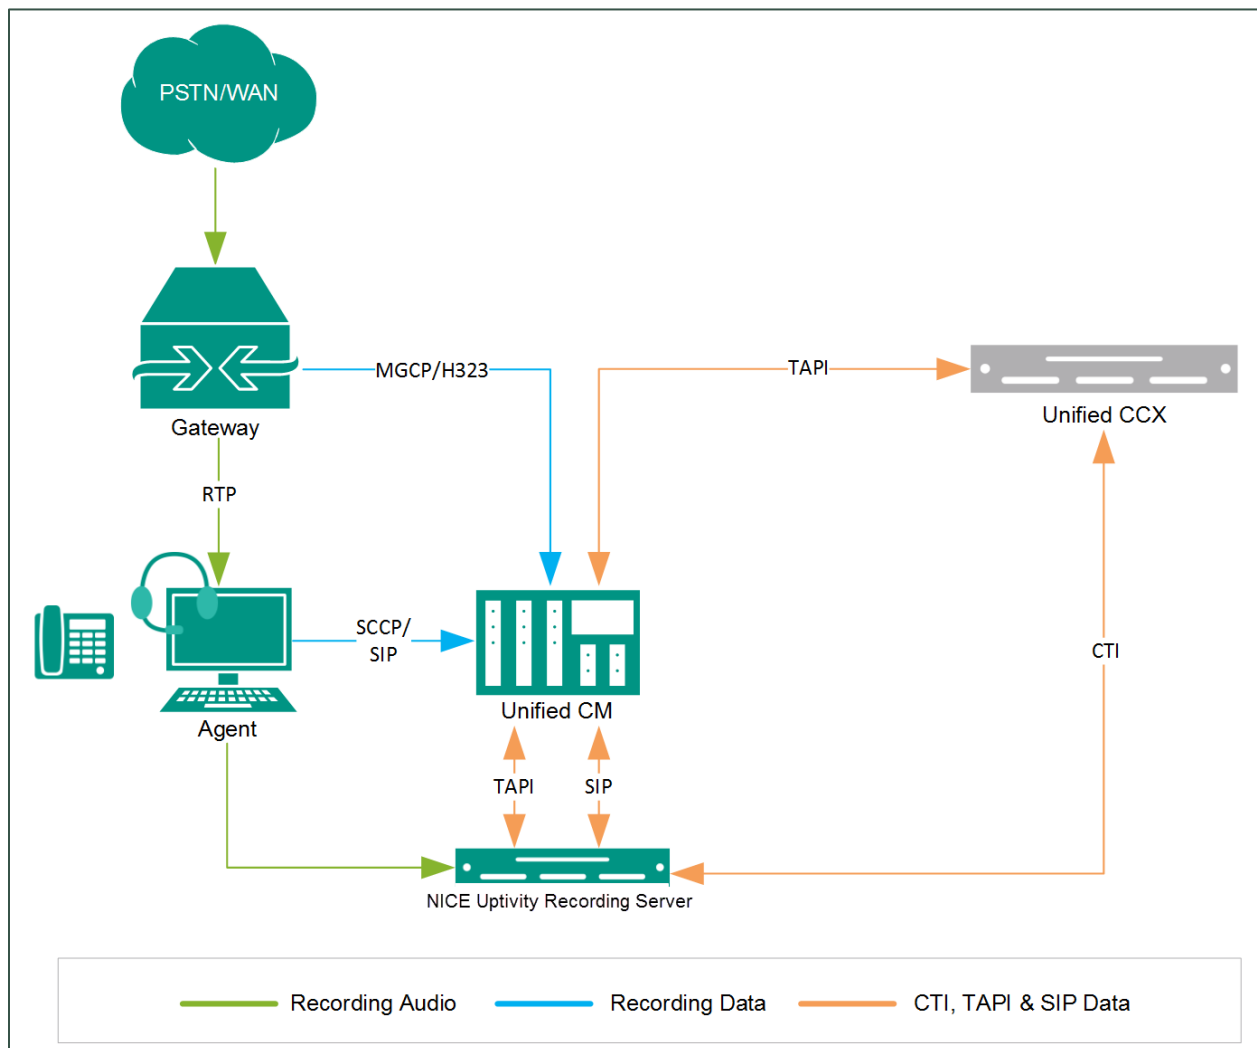 PSTN/WAN
MGCP/H323
TAPI
Gateway
Unified CCX
RTP
SCCP/
SIP
CTI
Unified CM
Agent
TAPI
SIP
NICE Uptivity Recording Server
Recording Audio
Recording Data
CTI, TAPI & SIP Data